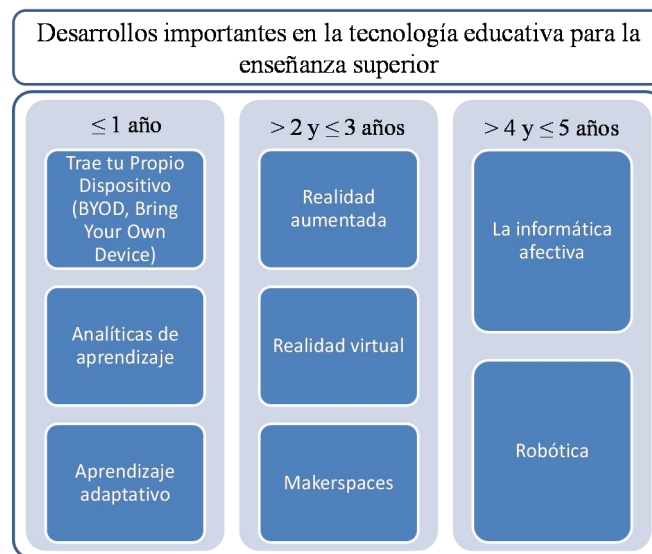 Desarrollos importantes en la tecnología educativa para la
enseñanza superior
≤ 1 año
Trae tu Propio
Dispositivo
(BYOD, Bring
Your Own
Device)
Analíticas de
aprendizaje
Aprendizaje
adaptativo
> 2 y ≤ 3 años
Realidad
aumentada
Realidad virtual
Makerspaces
> 4 y ≤ 5 años
La informática
afectiva
Robótica